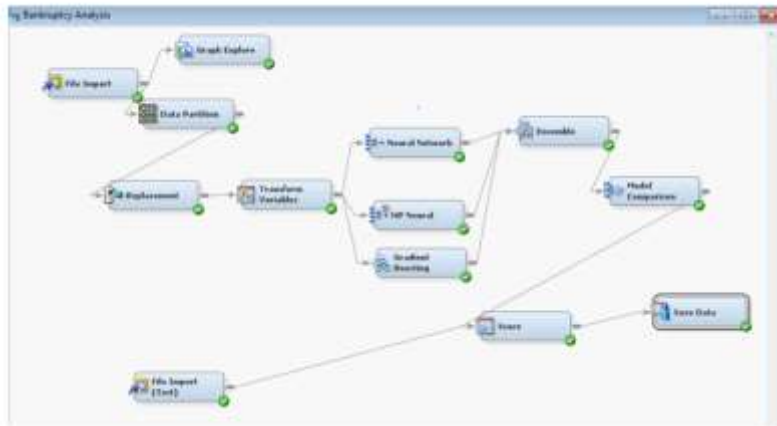 Bankruptcy Analysis
Graph Explore
File Import
Data Partition
Neural Network
Ensemble
Replacement
Transform
Variables
Model
Comparison
HP Neural
Gradient
Boosting
Save Data
Score
File Import
(Test)